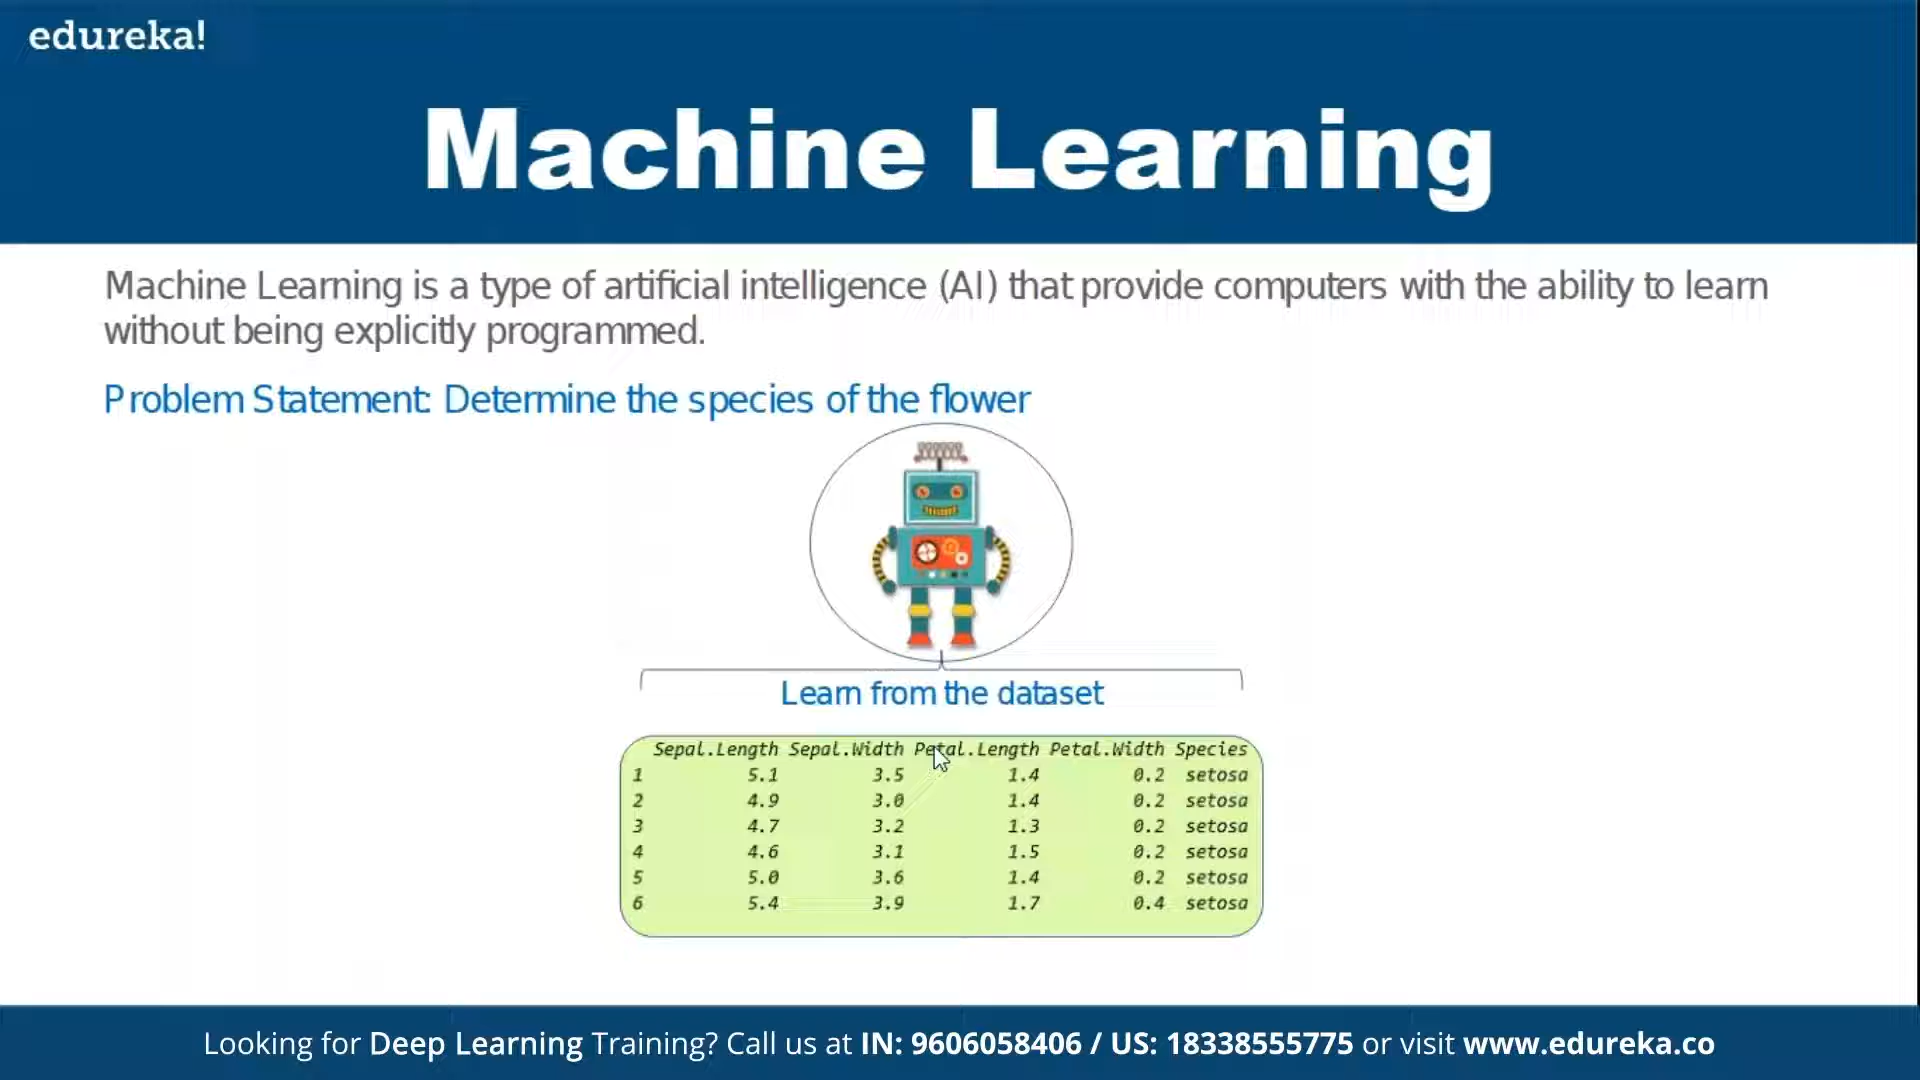 edureka!
Machine Learning
Machine Learning is a type of artificial intelligence (AI) that provide computers with the ability to learn
without being explicitly programmed.
Problem Statement: Determine the species of the flower
Learn from the dataset
Sepal.Length Sepal.Width Petal.Length Petal.Width Species
1 5.1 3.5 1.4 0.2 setosa
2 4.9 3.0 1.4 0.2 setosa
3 4.7 3.2 1.3 0.2 setosa
4 4.6 3.1 1.5 0.2 setosa
5 5.0 3.6 1.4 0.2 setosa
6 5.4 3.9 1.7 0.4 setosa
Looking for Deep Learning Training? Call us at IN: 9606058406 / US: 18338555775 or visit www.edureka.co